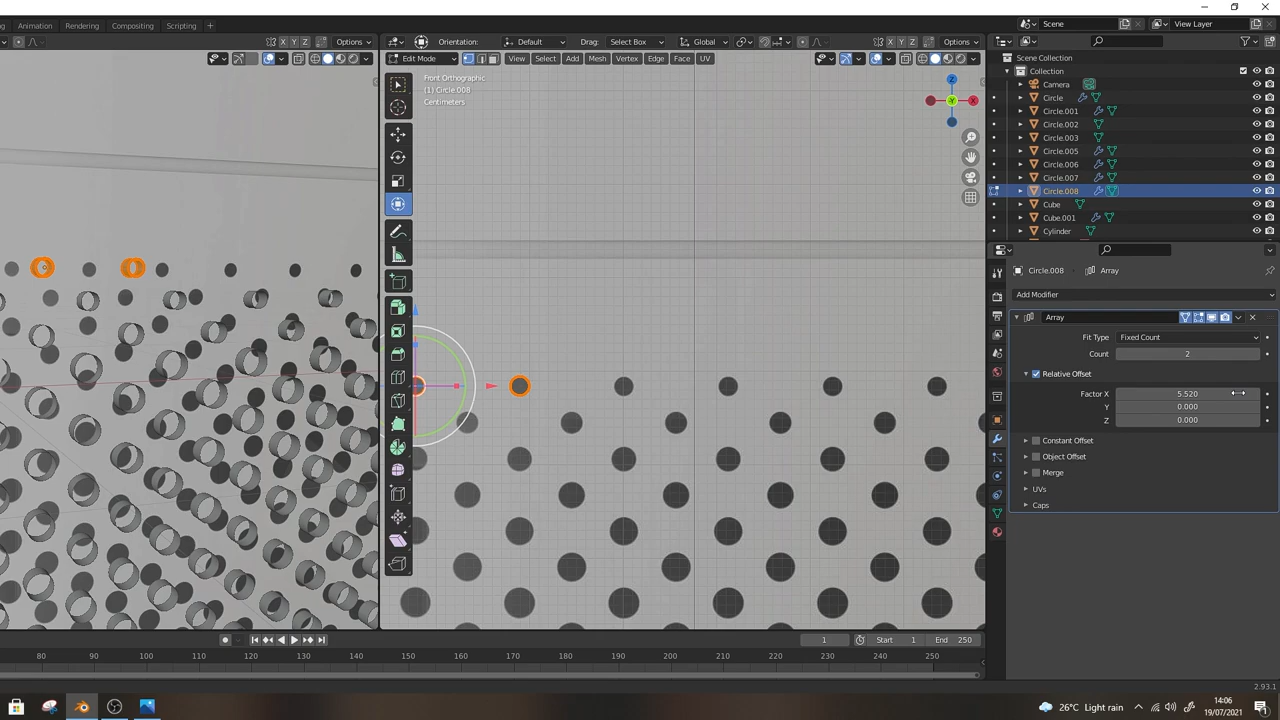 Animation Rendering Compositing Scripting +
Scene View Layer
X Y Z Options
Orientation: Default Drag: Select Box Global X Y Z Options
Edit Mode View Select Add Mesh Vertex Edge Face UV
Front Orthographic
(1) Circle.008
Centimeters
Z
Y
X
Scene Collection
Collection
Camera
Circle
Circle.001
Circle.002
Circle.003
Circle.005
Circle.006
Circle.007
Circle.008
Cube
Cube.001
Cylinder
Circle.008 Array
Add Modifier
Array
Fit Type Fixed Count
Count 2
Relative Offset
Factor X 5.520
Y 0.000
Z 0.000
Constant Offset
Object Offset
Merge
UVs
Caps
1 Start 1 End 250
80 90 100 110 120 130 140 150 160 170 180 190 200 210 220 230 240 250
2.93.1
26°C Light rain
14:06
19/07/2021